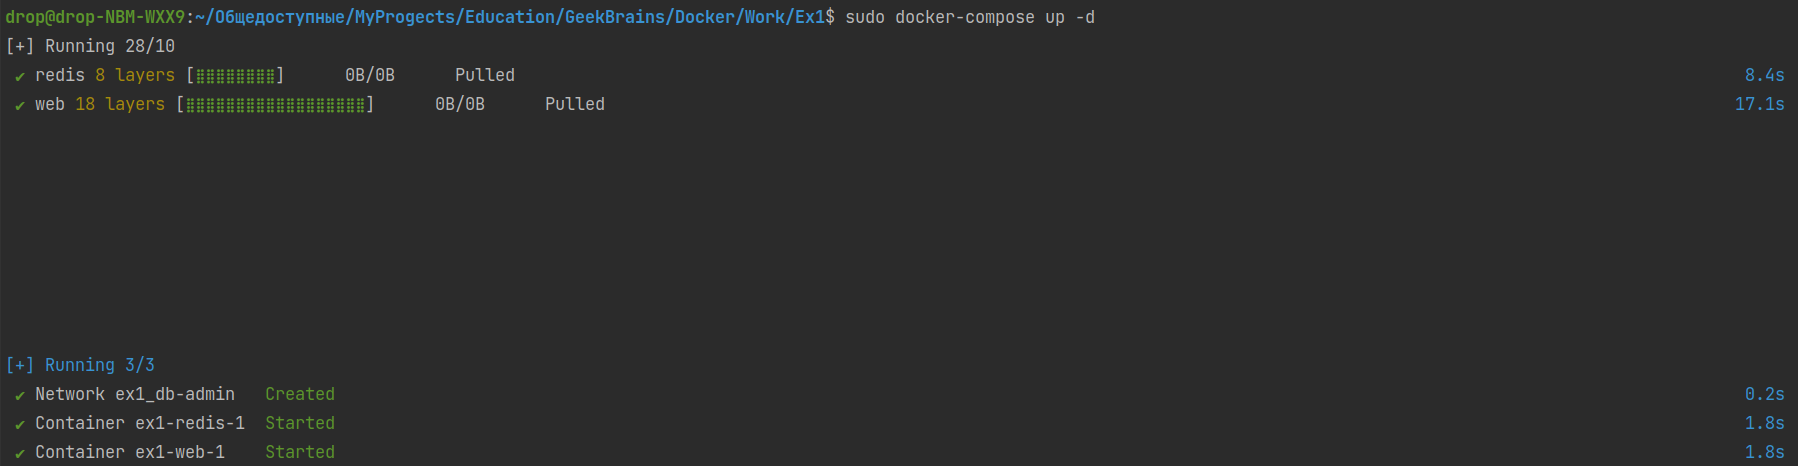 drop@drop-NBM-WXX9:~/Общедоступные/MyProgects/Education/GeekBrains/Docker/Work/Ex1$ sudo docker-compose up -d
[+] Running 28/10
✔ redis 8 layers [⣿⣿⣿⣿⣿⣿⣿⣿]      0B/0B      Pulled 8.4s
✔ web 18 layers [⣿⣿⣿⣿⣿⣿⣿⣿⣿⣿⣿⣿⣿⣿⣿⣿⣿⣿]      0B/0B      Pulled 17.1s
[+] Running 3/3
✔ Network ex1_db-admin   Created 0.2s
✔ Container ex1-redis-1  Started 1.8s
✔ Container ex1-web-1    Started 1.8s